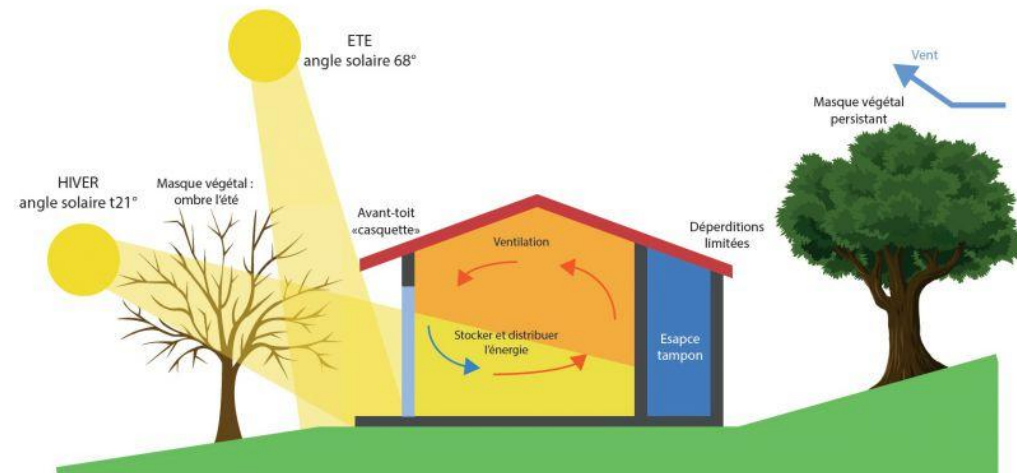 ETE
angle solaire 68°
HIVER
angle solaire t21°
Masque végétal :
ombre l'été
Avant-toit
«casquette»
Ventilation
Stocker et distribuer
l'énergie
Esapce
tampon
Déperditions
limitées
Masque végétal
persistant
Vent